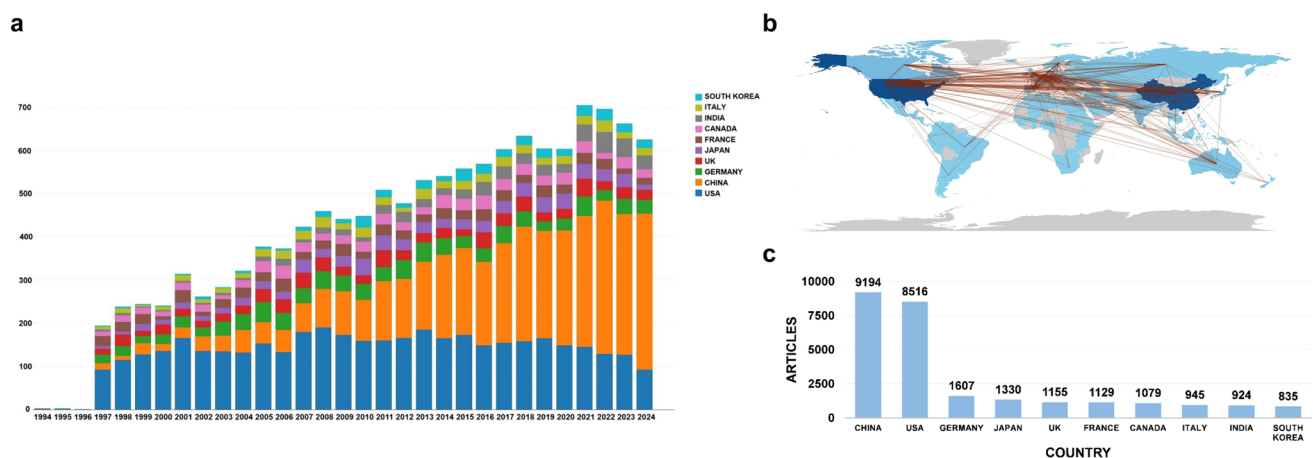 a
700
600
500
400
300
200
100
0
SOUTH KOREA
ITALY
INDIA
CANADA
FRANCE
JAPAN
UK
GERMANY
CHINA
USA
1994 1995 1996 1997 1998 1999 2000 2001 2002 2003 2004 2005 2006 2007 2008 2009 2010 2011 2012 2013 2014 2015 2016 2017 2018 2019 2020 2021 2022 2023 2024
b
c
ARTICLES
10000
7500
5000
2500
0
9194 8516 1607 1330 1155 1129 1079 945 924 835
CHINA USA GERMANY JAPAN UK FRANCE CANADA ITALY INDIA SOUTH
KOREA
COUNTRY